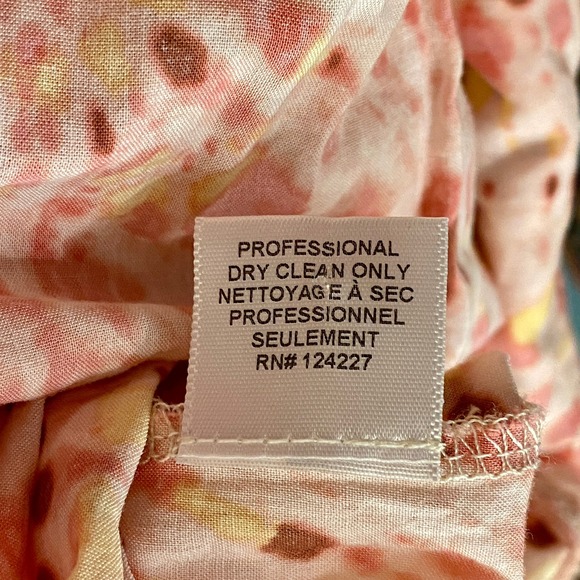 PROFESSIONAL
DRY CLEAN ONLY
NETTOYAGE À SEC
PROFESSIONNEL
SEULEMENT
RN# 124227